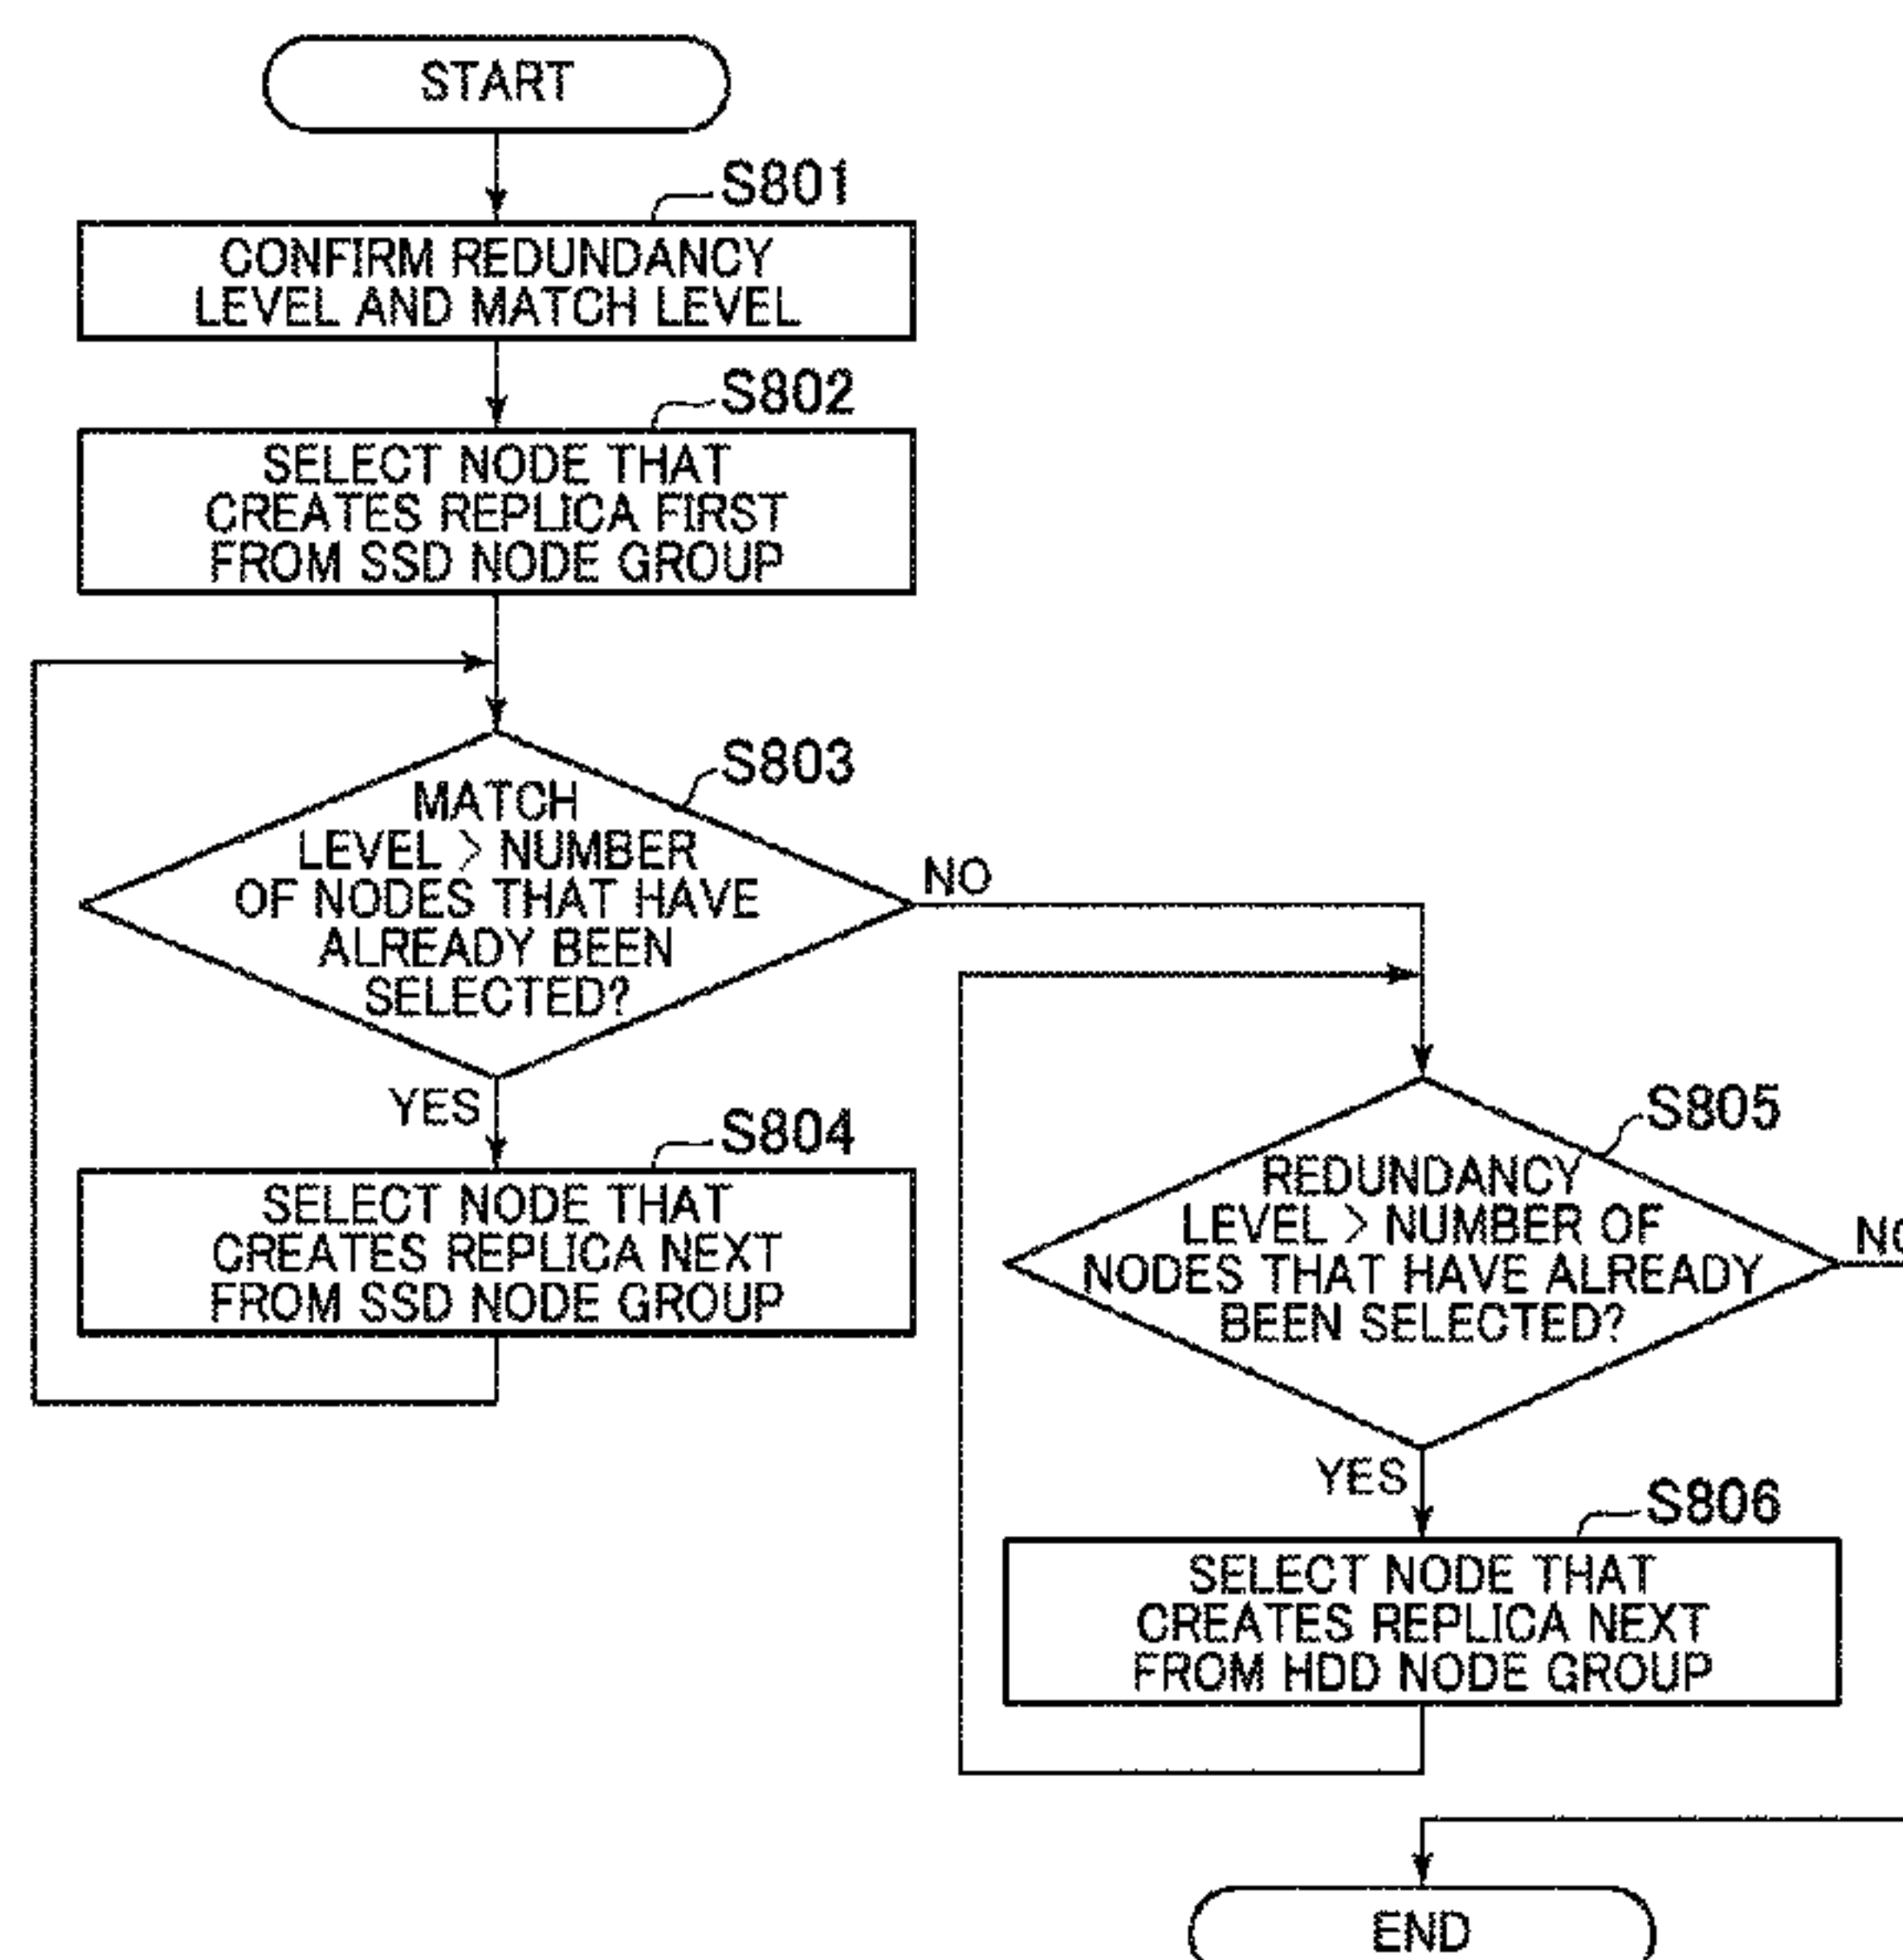 START
S801
CONFIRM REDUNDANCY
LEVEL AND MATCH LEVEL
S802
SELECT NODE THAT
CREATES REPLICA FIRST
FROM SSD NODE GROUP
S803
MATCH
LEVEL > NUMBER
OF NODES THAT HAVE
ALREADY BEEN
SELECTED?
NO
YES
S804
SELECT NODE THAT
CREATES REPLICA NEXT
FROM SSD NODE GROUP
S805
REDUNDANCY
LEVEL > NUMBER OF
NODES THAT HAVE ALREADY
BEEN SELECTED?
NO
YES
S806
SELECT NODE THAT
CREATES REPLICA NEXT
FROM HDD NODE GROUP
END